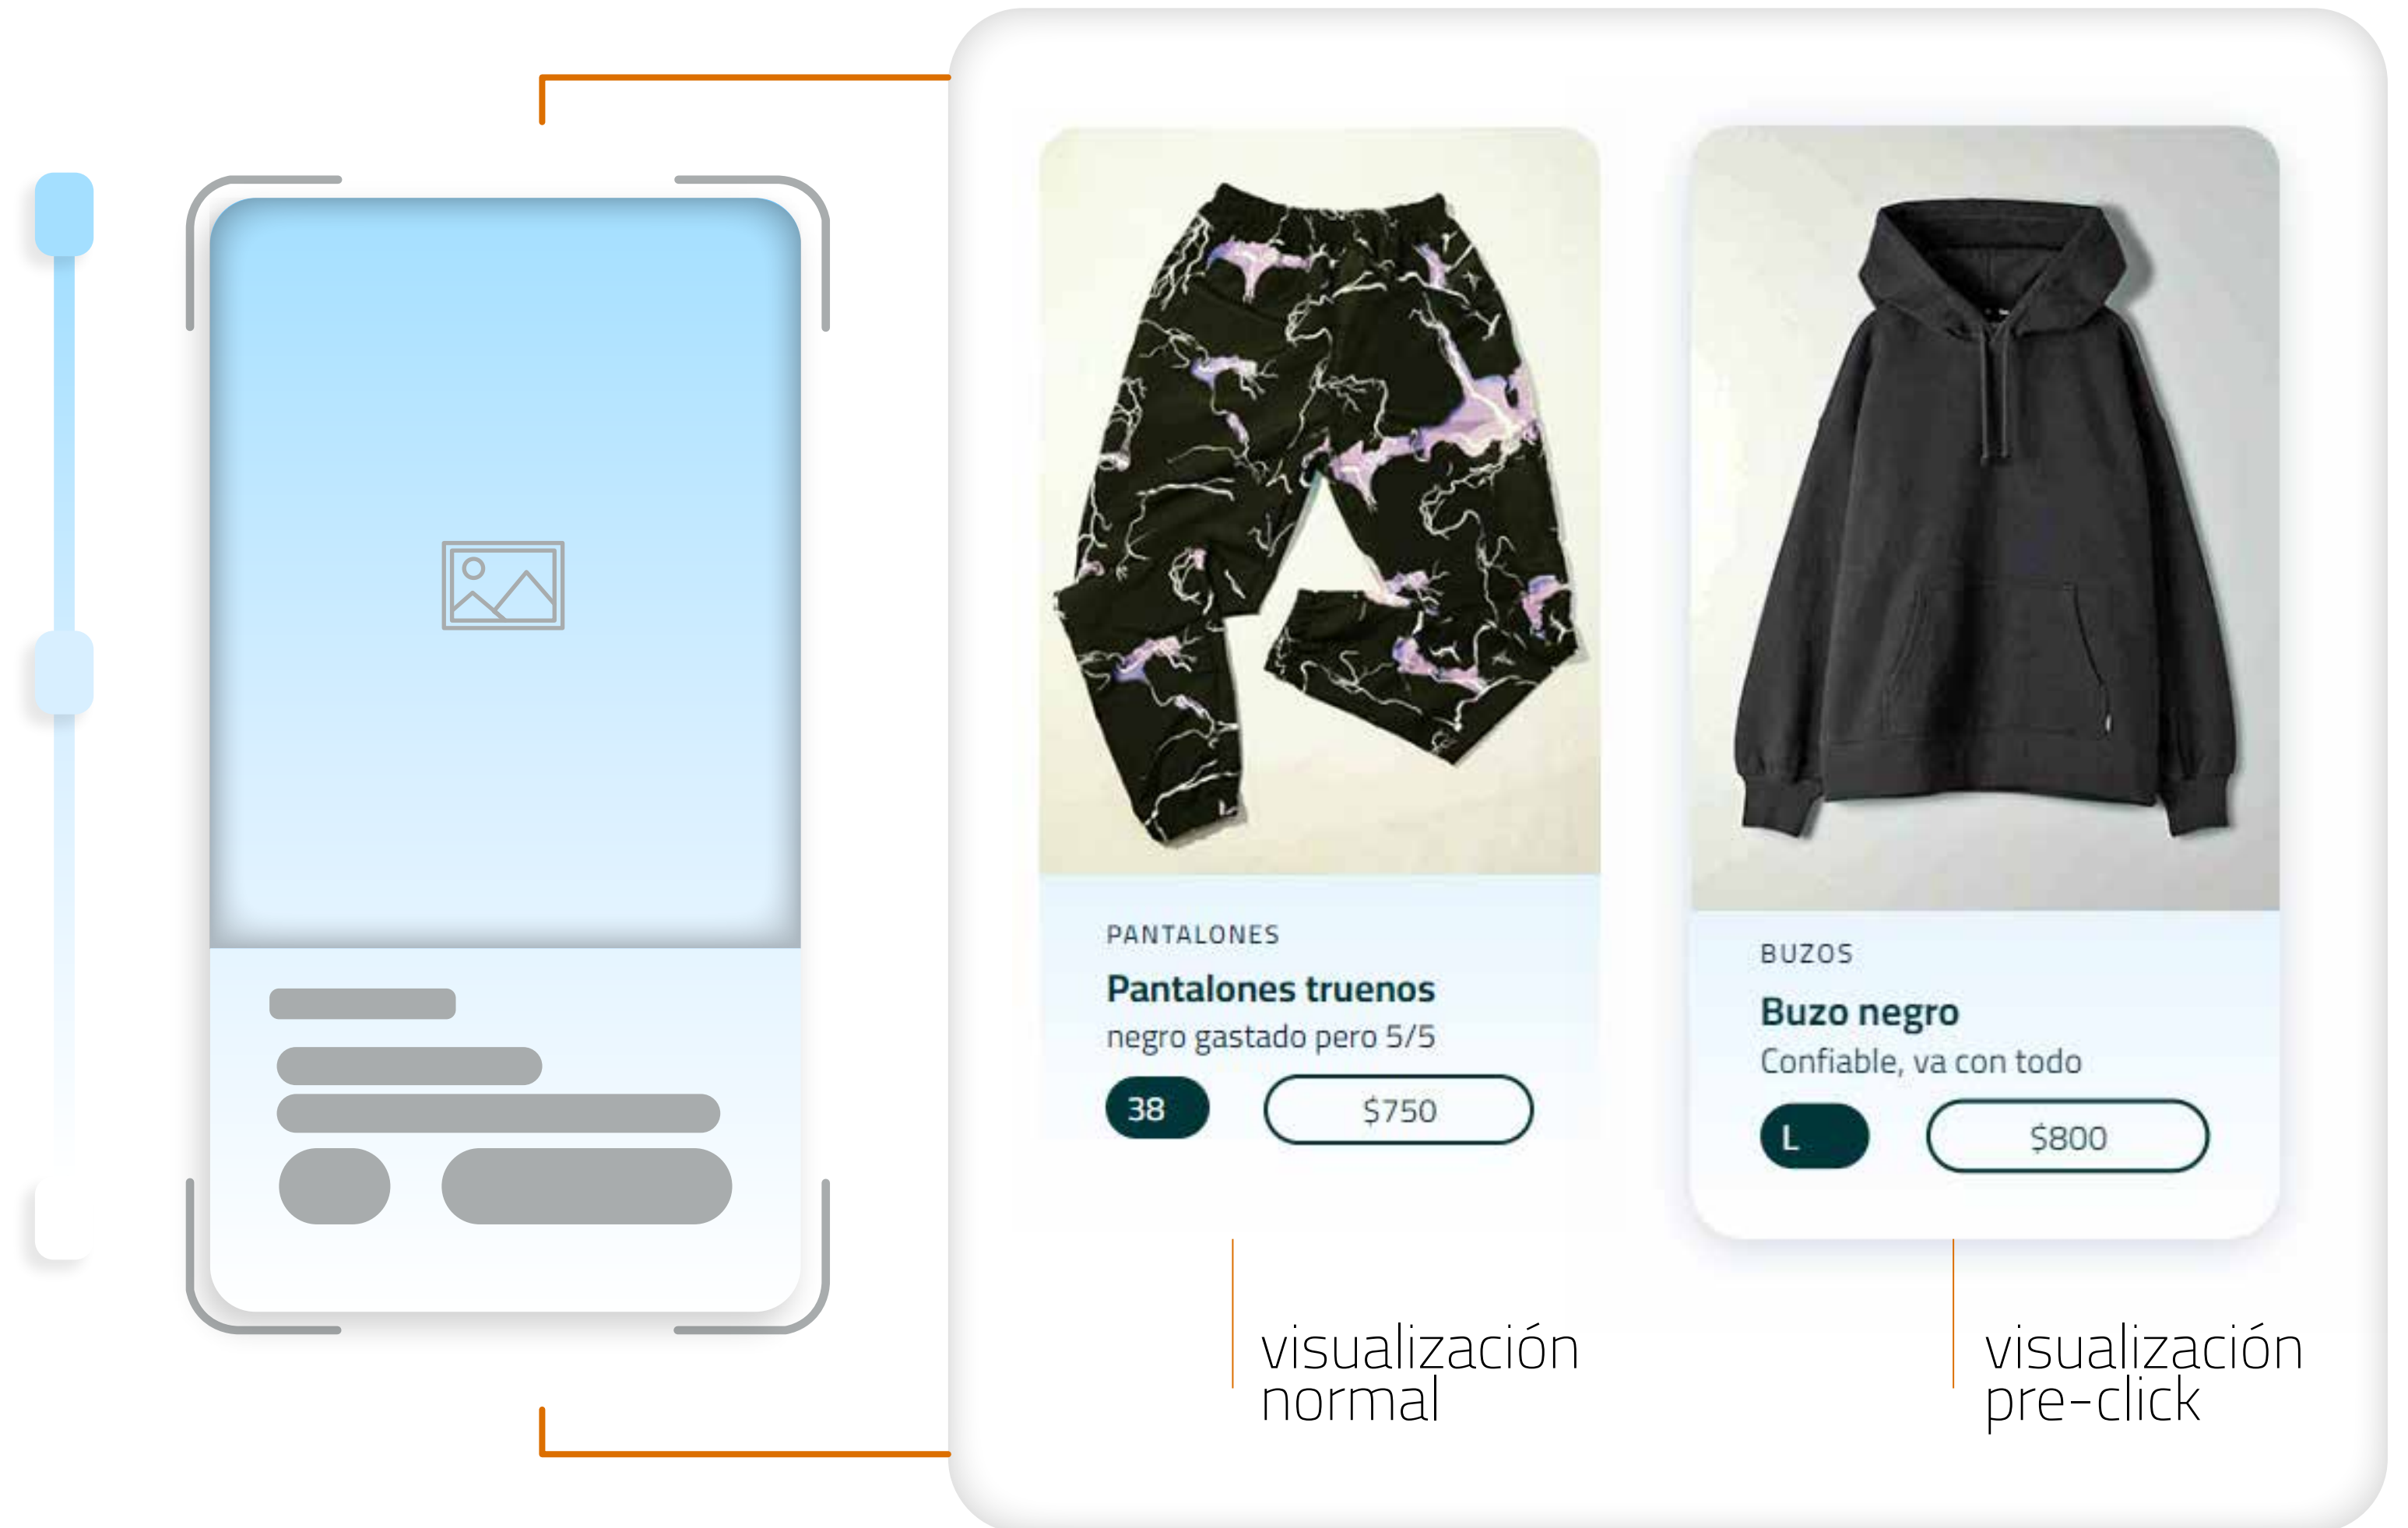 PANTALONES
Pantalones truenos
negro gastado pero 5/5
38
$750
visualización
normal
BUZOS
Buzo negro
Confiable, va con todo
L
$800
visualización
pre-click